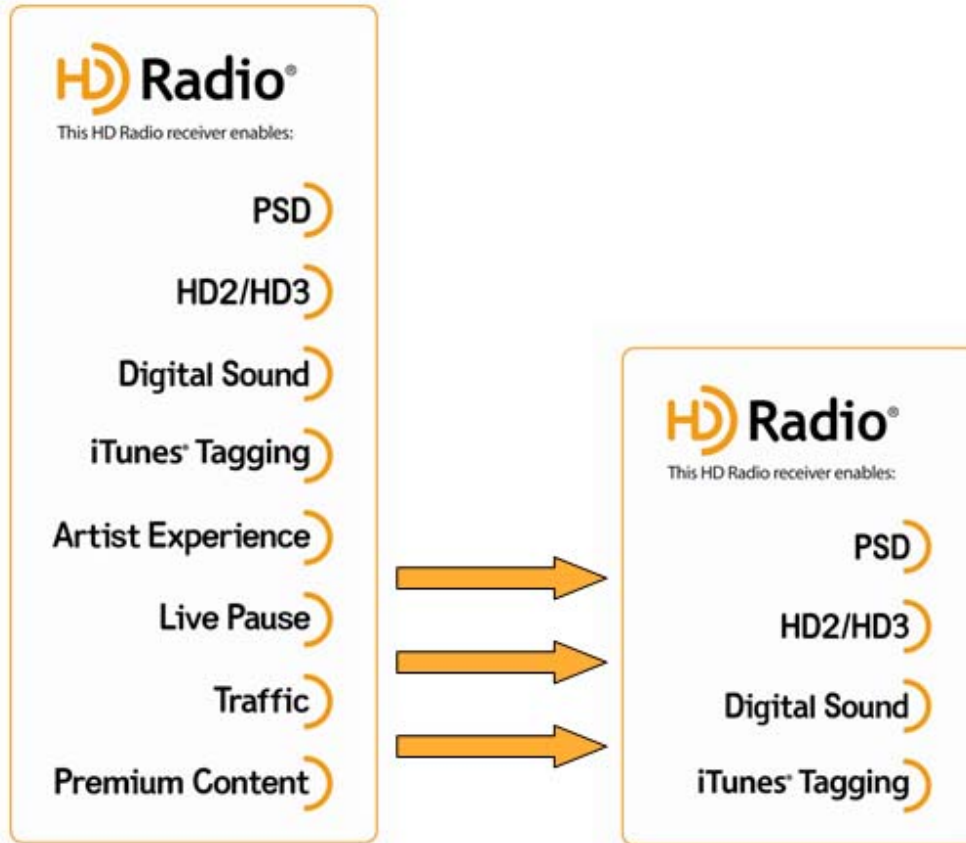 HD Radio®
This HD Radio receiver enables:
PSD
HD2/HD3
Digital Sound
iTunes® Tagging
Artist Experience
Live Pause
Traffic
Premium Content
HD Radio®
This HD Radio receiver enables:
PSD
HD2/HD3
Digital Sound
iTunes® Tagging